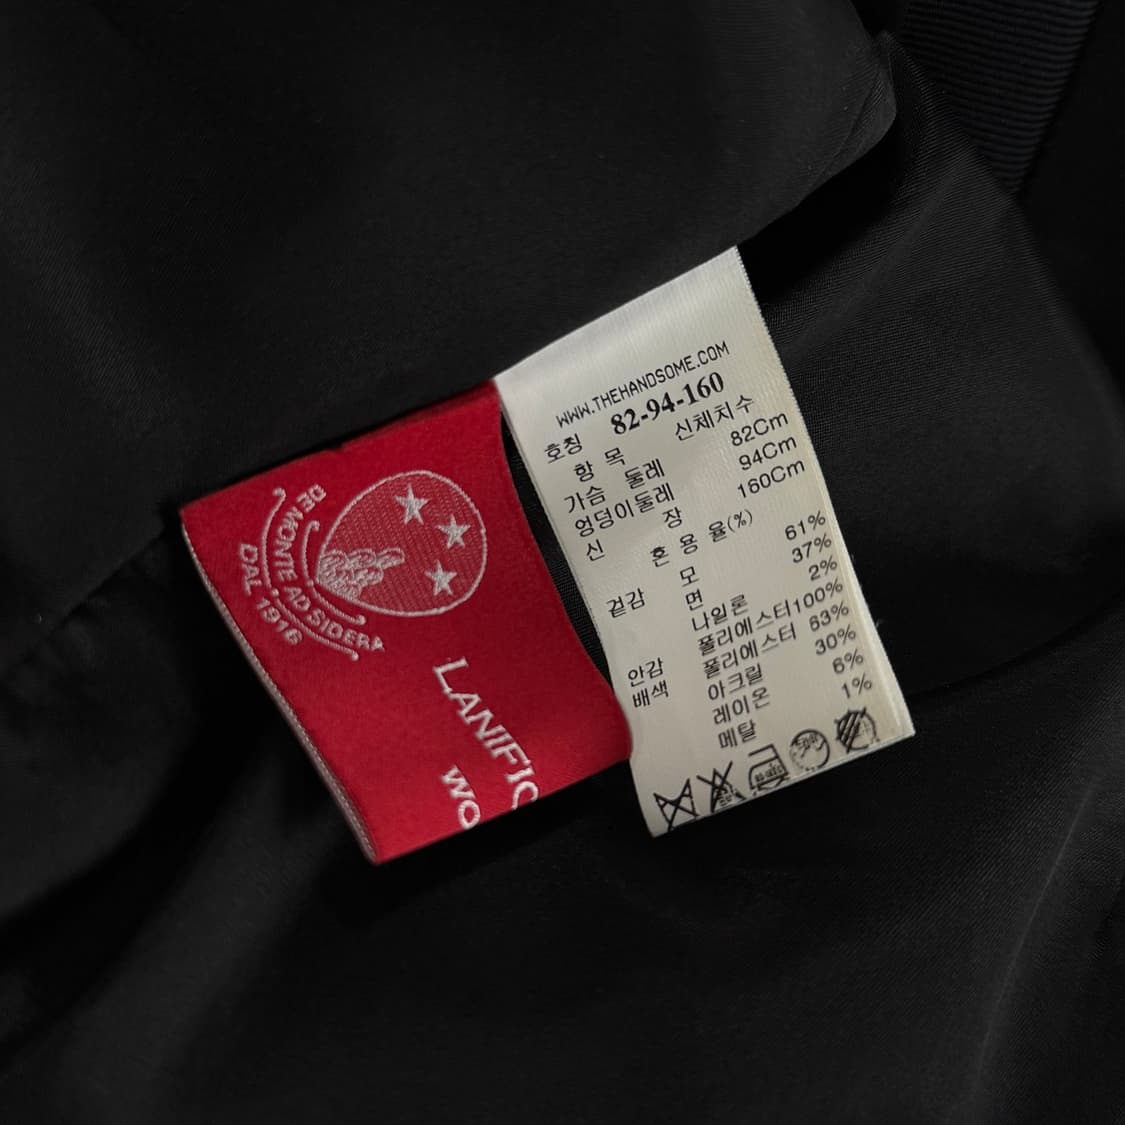 WWW.THEHANDSOME.COM
호칭 82-94-160
항 목 신체치수
가슴 둘레 82Cm
엉덩이둘레 94Cm
신 장 160Cm
혼 용 율(%)
겉감 모 61%
면 37%
나일론 2%
안감 폴리에스터100%
배색 폴리에스터 63%
아크릴 30%
레이온 6%
메탈 1%
DE MONTE AD SIDERA
DAL 1916
LANIFIC
WO